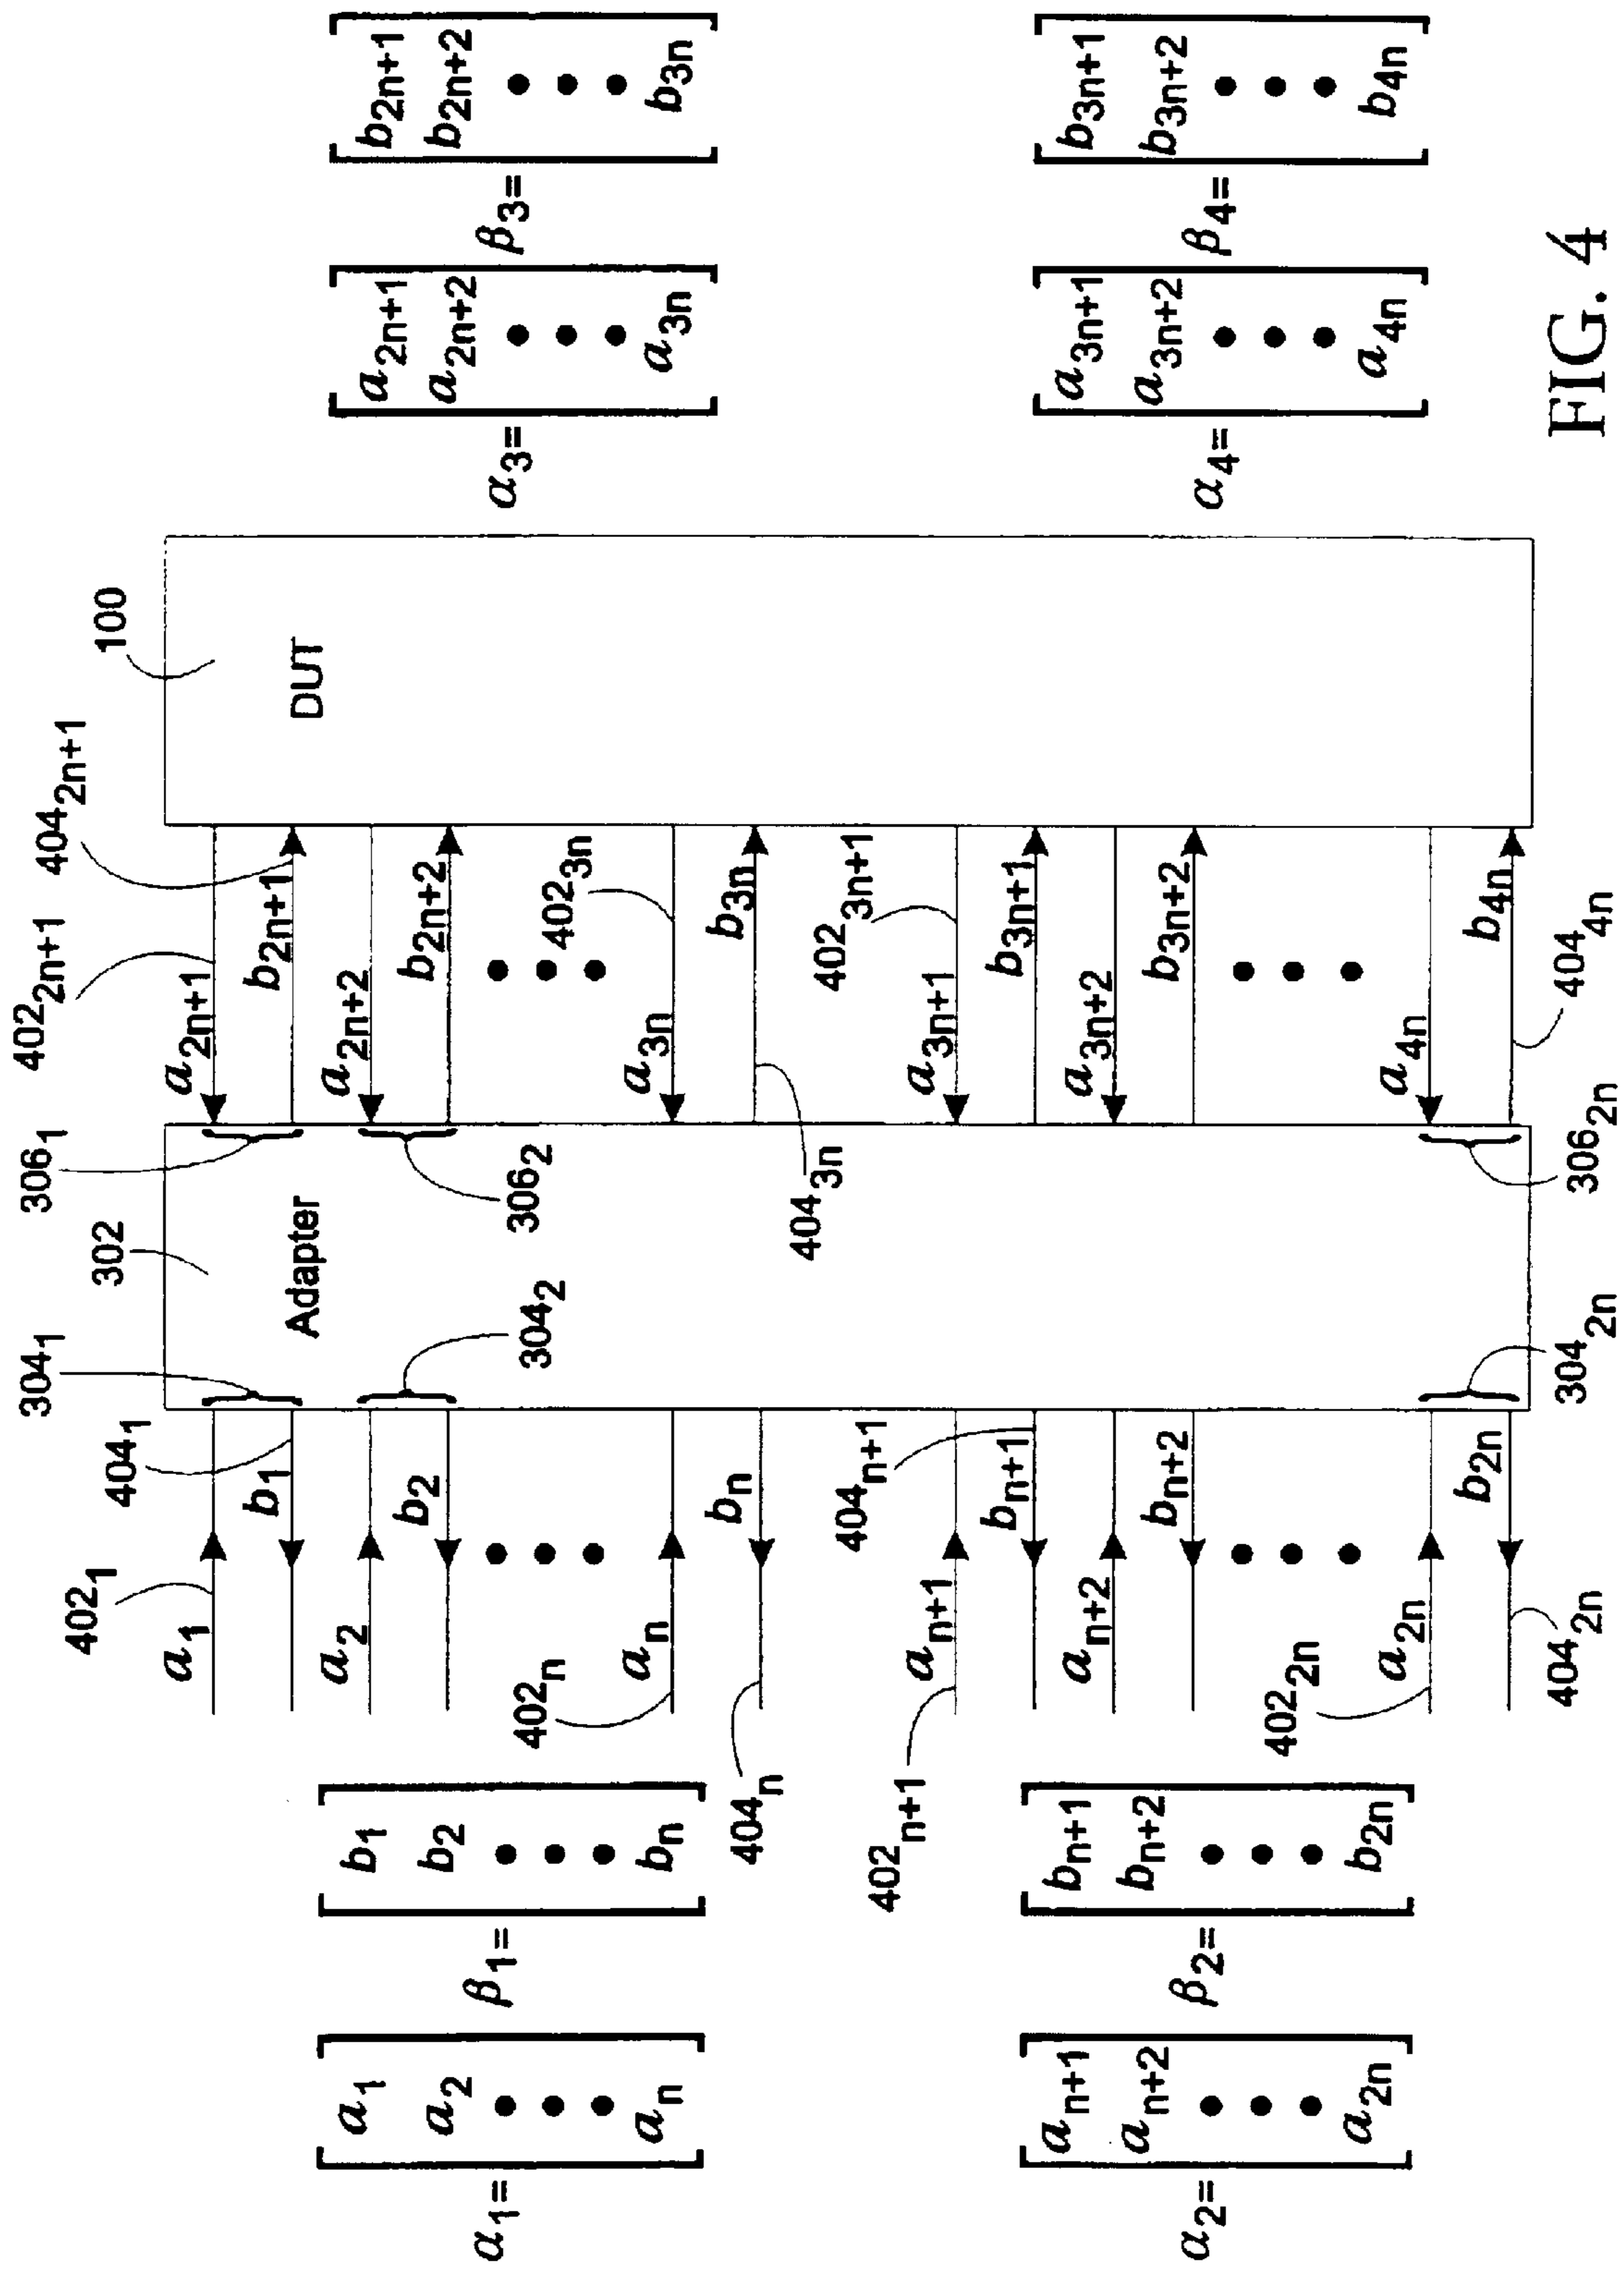 α₁= [a₁ a₂ ••• aₙ]
β₁= [b₁ b₂ ••• bₙ]
α₂= [aₙ₊₁ aₙ₊₂ ••• a₂ₙ]
β₂= [bₙ₊₁ bₙ₊₂ ••• b₂ₙ]
402₁
a₁
404₁
b₁
a₂
b₂
•••
402ₙ
aₙ
bₙ
404ₙ
402ₙ₊₁
aₙ₊₁
404ₙ₊₁
bₙ₊₁
aₙ₊₂
bₙ₊₂
•••
402₂ₙ
a₂ₙ
b₂ₙ
404₂ₙ
304₁
302
306₁
Adapter
304₂
306₂
304₂ₙ
306₂ₙ
402₂ₙ₊₁
404₂ₙ₊₁
a₂ₙ₊₁
b₂ₙ₊₁
a₂ₙ₊₂
b₂ₙ₊₂
•••
402₃ₙ
a₃ₙ
b₃ₙ
404₃ₙ
402₃ₙ₊₁
a₃ₙ₊₁
b₃ₙ₊₁
a₃ₙ₊₂
b₃ₙ₊₂
•••
a₄ₙ
b₄ₙ
404₄ₙ
100
DUT
α₃= [a₂ₙ₊₁ a₂ₙ₊₂ ••• a₃ₙ]
β₃= [b₂ₙ₊₁ b₂ₙ₊₂ ••• b₃ₙ]
α₄= [a₃ₙ₊₁ a₃ₙ₊₂ ••• a₄ₙ]
β₄= [b₃ₙ₊₁ b₃ₙ₊₂ ••• b₄ₙ]
FIG. 4